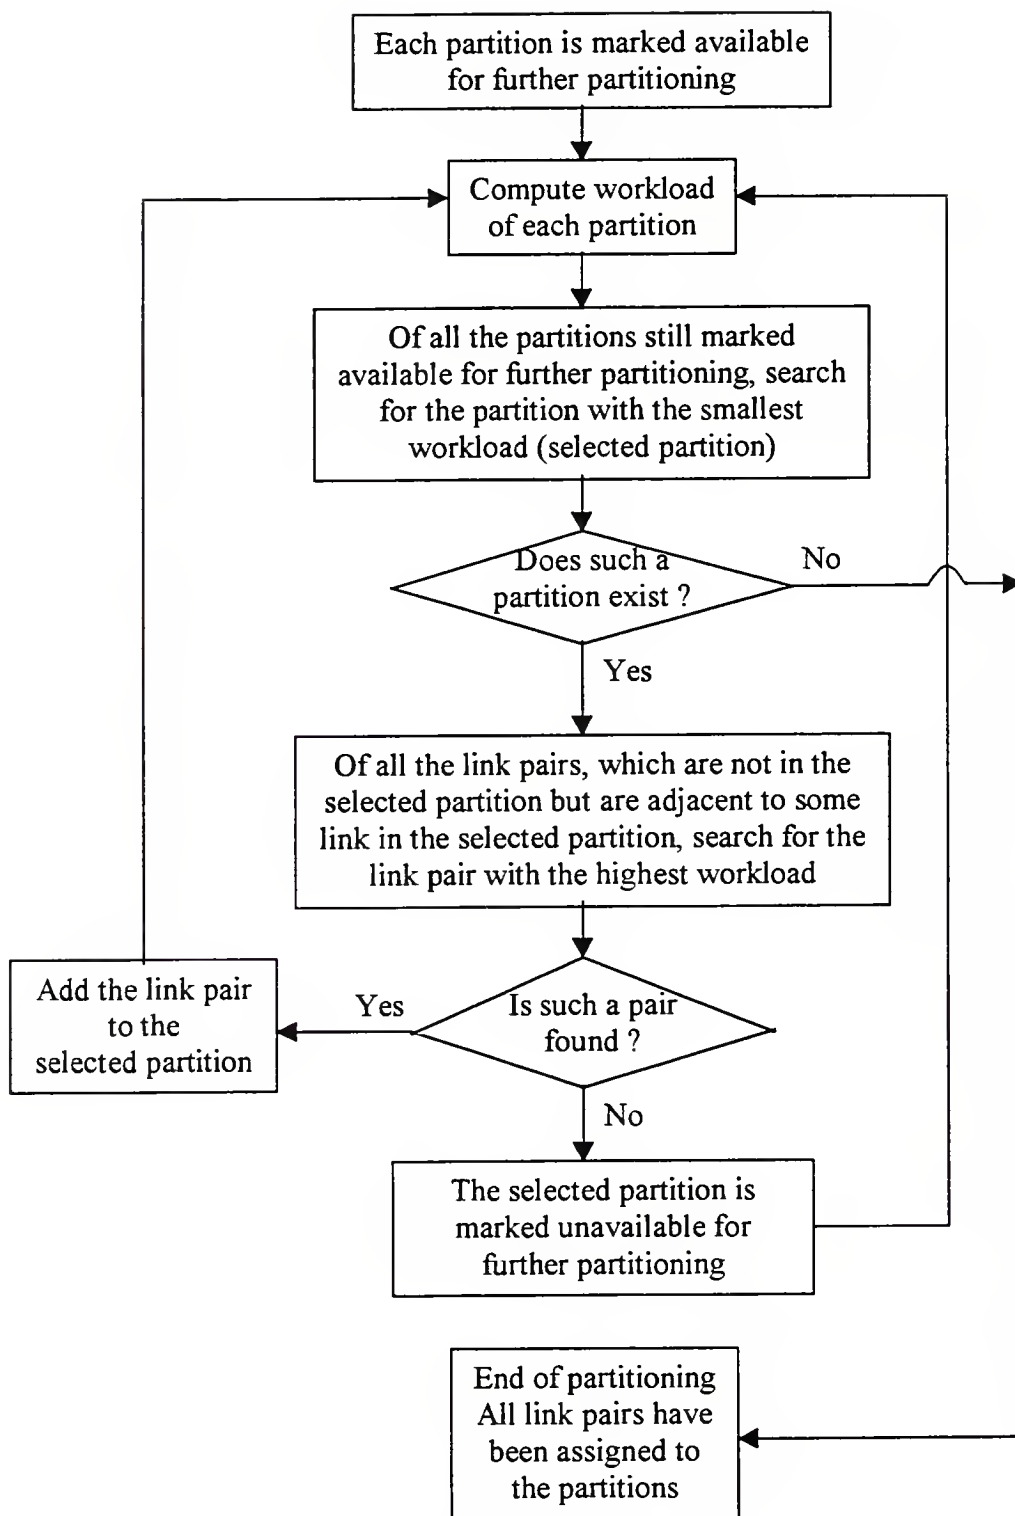 Each partition is marked available
for further partitioning
Compute workload
of each partition
Of all the partitions still marked
available for further partitioning, search
for the partition with the smallest
workload (selected partition)
Does such a
partition exist ?
No
Yes
Of all the link pairs, which are not in the
selected partition but are adjacent to some
link in the selected partition, search for the
link pair with the highest workload
Add the link pair
to the
selected partition
Yes
Is such a pair
found ?
No
The selected partition is
marked unavailable for
further partitioning
End of partitioning
All link pairs have
been assigned to
the partitions